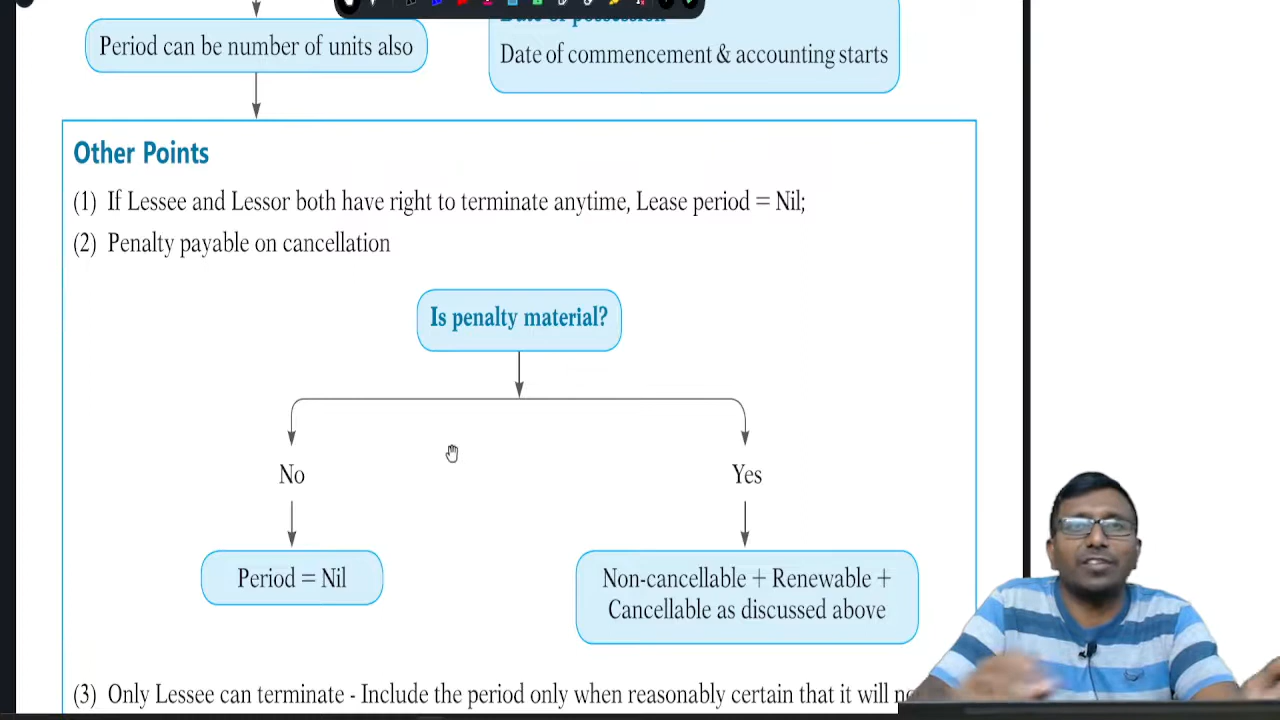 Date of possession
Period can be number of units also
Date of commencement & accounting starts
Other Points
(1) If Lessee and Lessor both have right to terminate anytime, Lease period = Nil;
(2) Penalty payable on cancellation
Is penalty material?
No
Yes
Period = Nil
Non-cancellable + Renewable +
Cancellable as discussed above
(3) Only Lessee can terminate - Include the period only when reasonably certain that it will